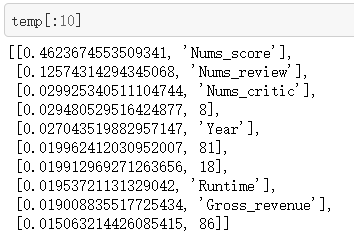 temp[:10]
[[0.4623674553509341, 'Nums_score'],
[0.12574314294345068, 'Nums_review'],
[0.029925340511104744, 'Nums_critic'],
[0.029480529516424877, 8],
[0.027043519882957147, 'Year'],
[0.019962412030952007, 81],
[0.019912969271263656, 18],
[0.01953721131329042, 'Runtime'],
[0.019008835517725434, 'Gross_revenue'],
[0.015063214426085415, 86]]